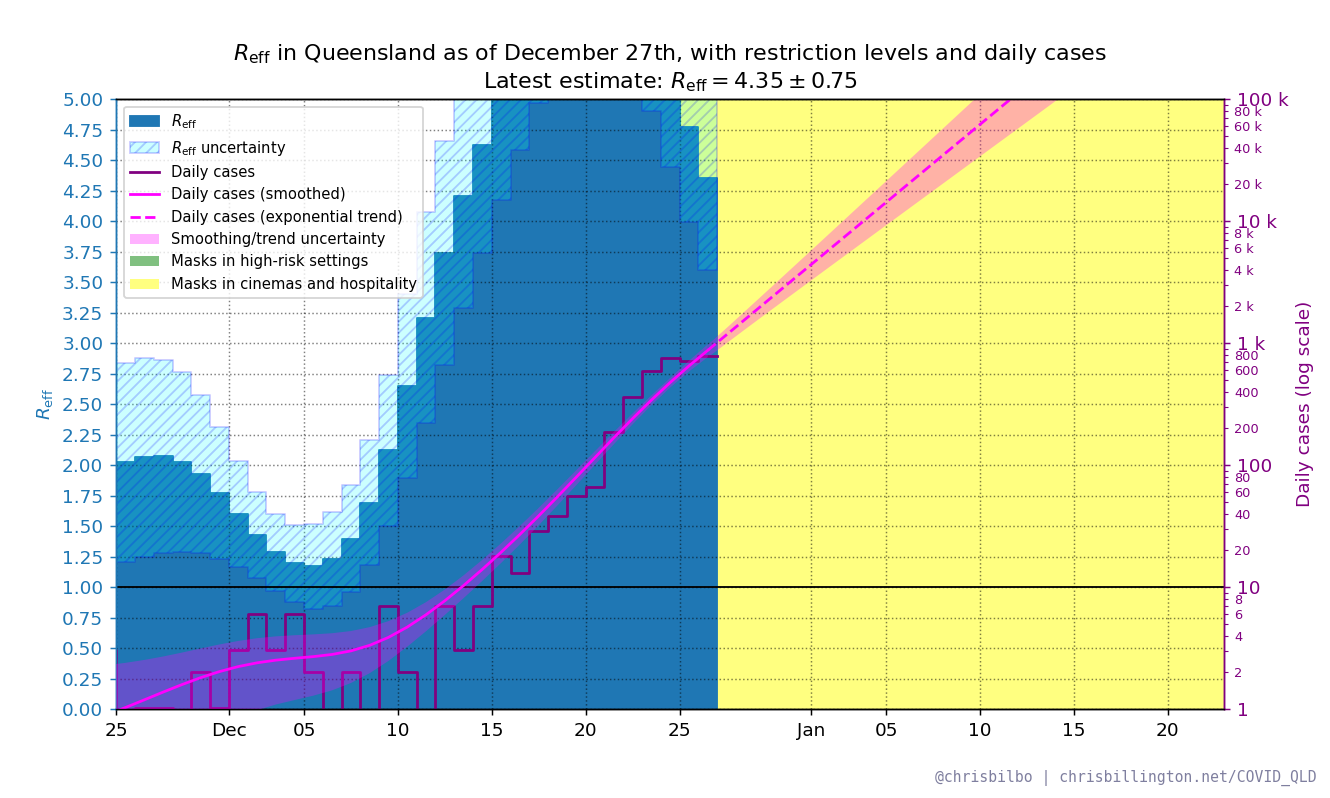 Reff in Queensland as of December 27th, with restriction levels and daily cases
Latest estimate: Reff = 4.35 ± 0.75
Reff
Reff uncertainty
Daily cases
Daily cases (smoothed)
Daily cases (exponential trend)
Smoothing/trend uncertainty
Masks in high-risk settings
Masks in cinemas and hospitality
Reff
5.00
4.75
4.50
4.25
4.00
3.75
3.50
3.25
3.00
2.75
2.50
2.25
2.00
1.75
1.50
1.25
1.00
0.75
0.50
0.25
0.00
25 Dec 05 10 15 20 25 Jan 05 10 15 20
100 k
80 k
60 k
40 k
20 k
10 k
8 k
6 k
4 k
2 k
1 k
800
600
400
200
100
80
60
40
20
10
8
6
4
2
1
Daily cases (log scale)
@chrisbilbo | chrisbillington.net/COVID_QLD